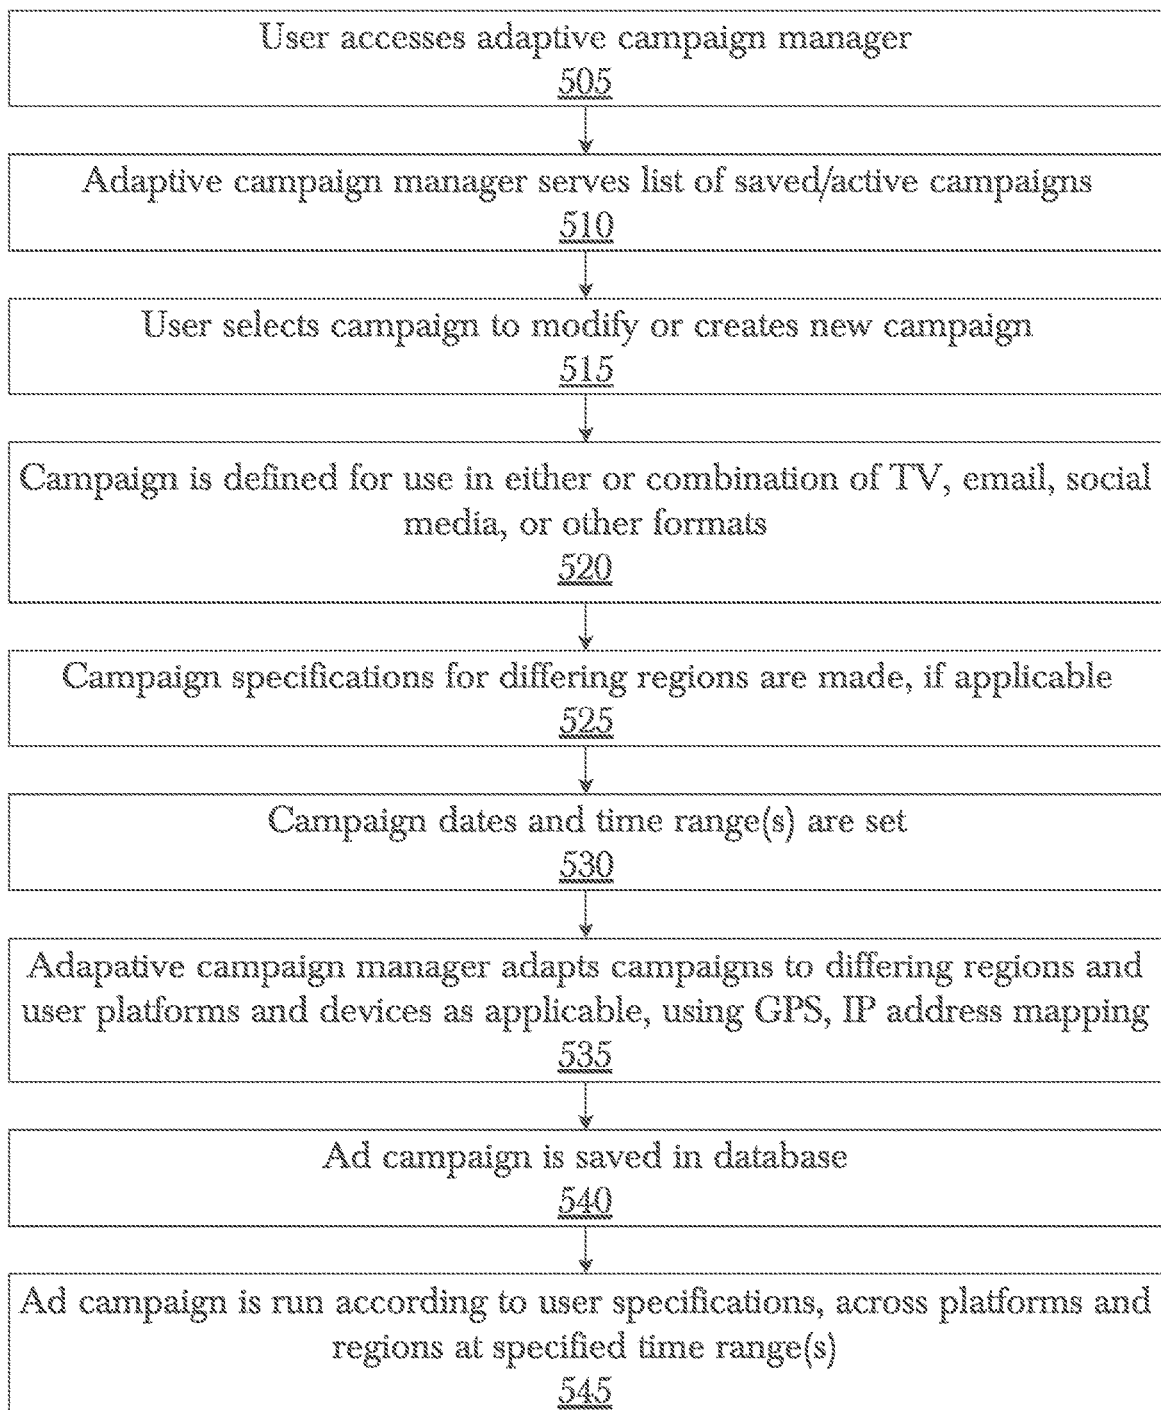 User accesses adaptive campaign manager
505
Adaptive campaign manager serves list of saved/active campaigns
510
User selects campaign to modify or creates new campaign
515
Campaign is defined for use in either or combination of TV, email, social
media, or other formats
520
Campaign specifications for differing regions are made, if applicable
525
Campaign dates and time range(s) are set
530
Adapative campaign manager adapts campaigns to differing regions and
user platforms and devices as applicable, using GPS, IP address mapping
535
Ad campaign is saved in database
540
Ad campaign is run according to user specifications, across platforms and
regions at specified time range(s)
545